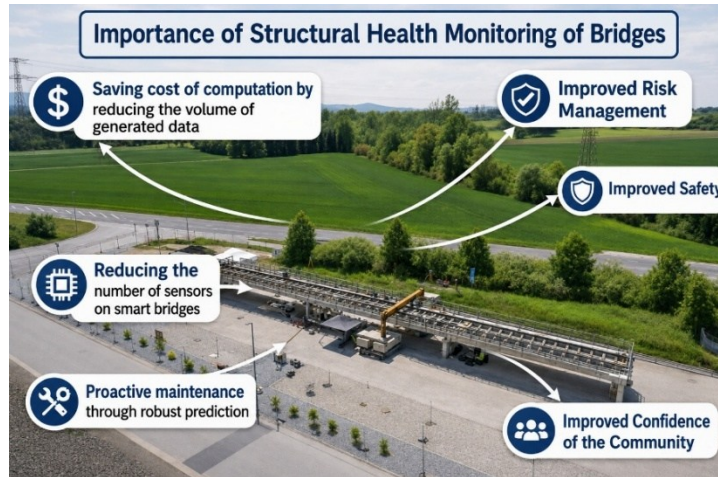 Importance of Structural Health Monitoring of Bridges
$
Saving cost of computation by
reducing the volume of
generated data
Improved Risk
Management
Improved Safety
Reducing the
number of sensors
on smart bridges
Proactive maintenance
through robust prediction
Improved Confidence
of the Community